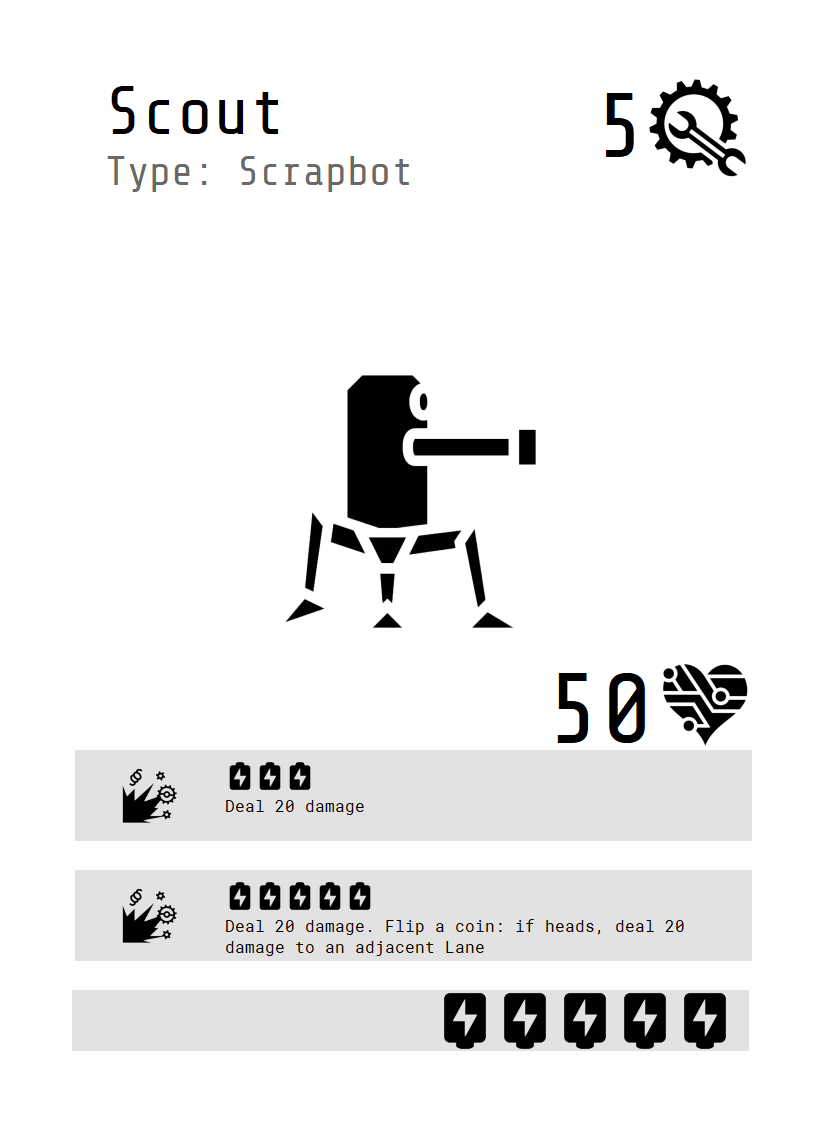 Scout
5
Type: Scrapbot
50
Deal 20 damage
Deal 20 damage. Flip a coin: if heads, deal 20
damage to an adjacent Lane